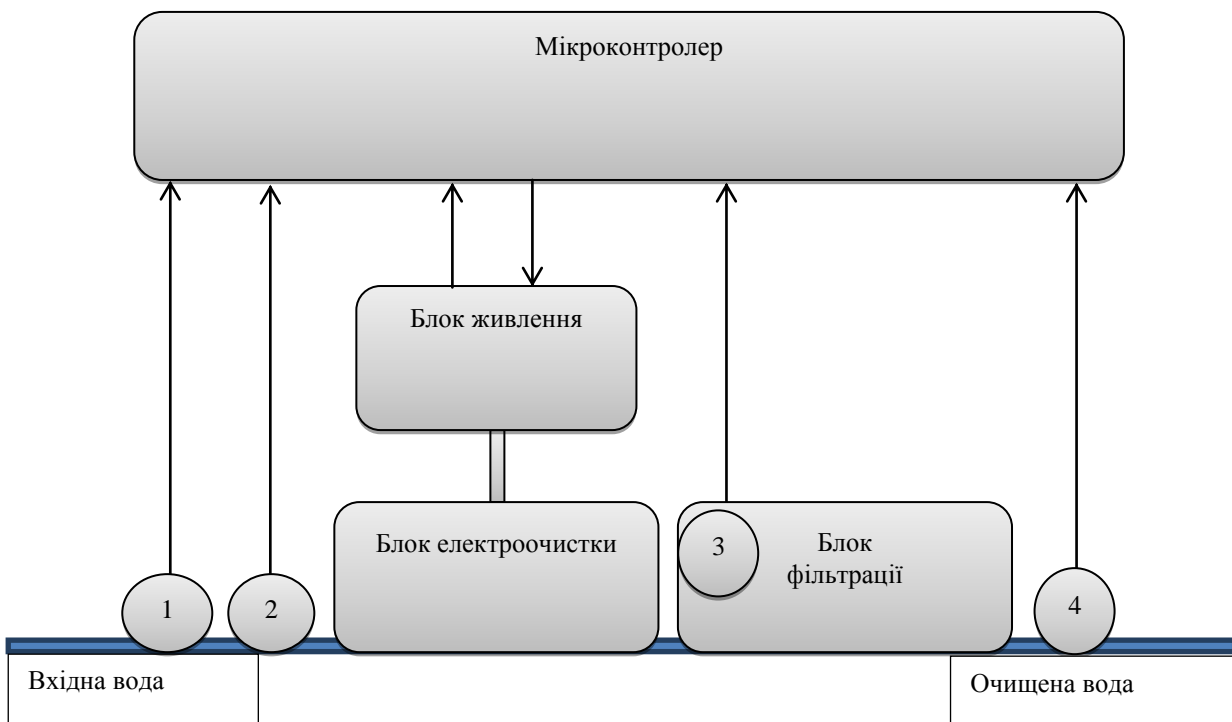 Мікроконтролер
Блок живлення
Блок електроочистки
3
Блок
фільтрації
1
2
4
Вхідна вода
Очищена вода